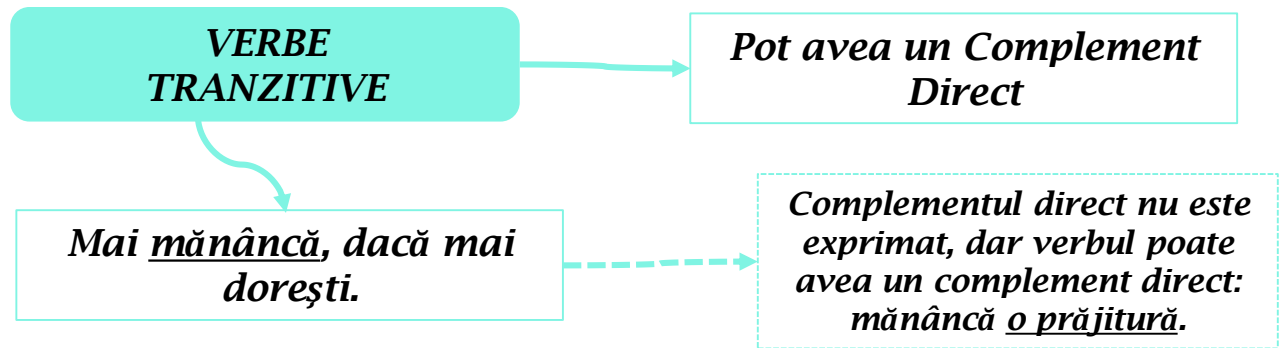 VERBE
TRANZITIVE
Pot avea un Complement
Direct
Mai mănâncă, dacă mai
dorești.
Complementul direct nu este
exprimat, dar verbul poate
avea un complement direct:
mănâncă o prăjitură.